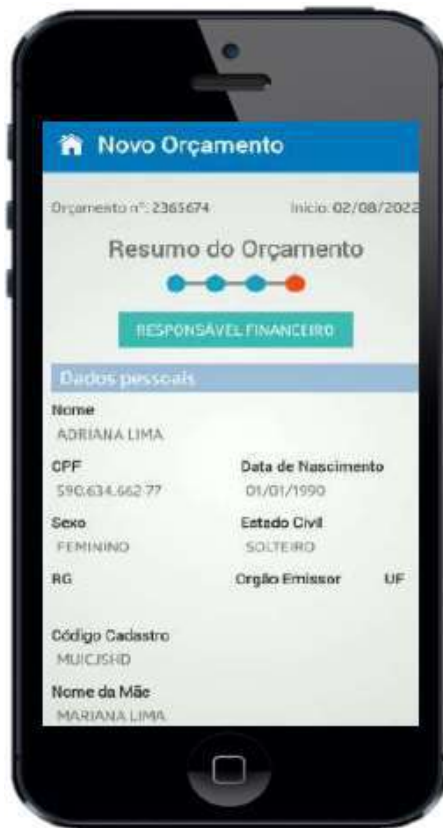 Novo Orçamento
Orçamento nº: 2365674 Início: 02/08/2022
Resumo do Orçamento
RESPONSÁVEL FINANCEIRO
Dados pessoais
Nome
ADRIANA LIMA
CPF Data de Nascimento
590.634.662-77 01/01/1990
Sexo Estado Civil
FEMININO SOLTEIRO
RG Orgão Emissor UF
Código Cadastro
MUICJSHD
Nome da Mãe
MARIANA LIMA